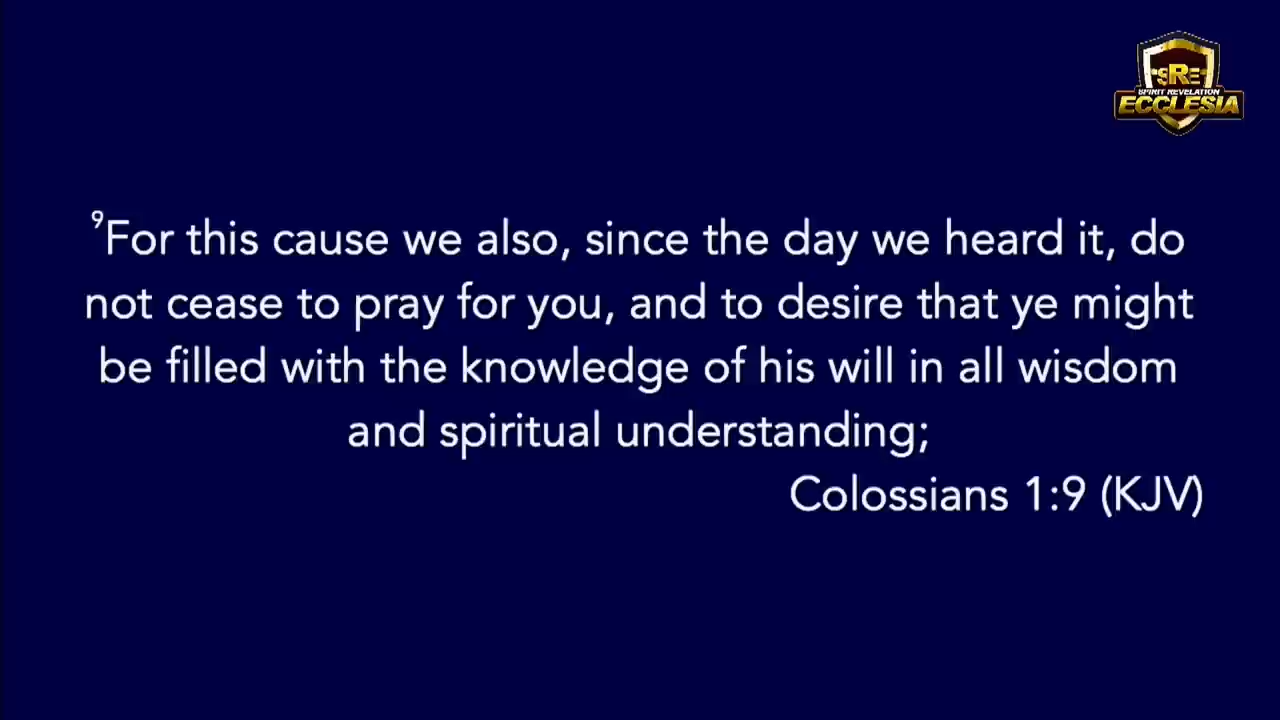 SRE
SPIRIT REVELATION
ECCLESIA
⁹For this cause we also, since the day we heard it, do
not cease to pray for you, and to desire that ye might
be filled with the knowledge of his will in all wisdom
and spiritual understanding;
Colossians 1:9 (KJV)